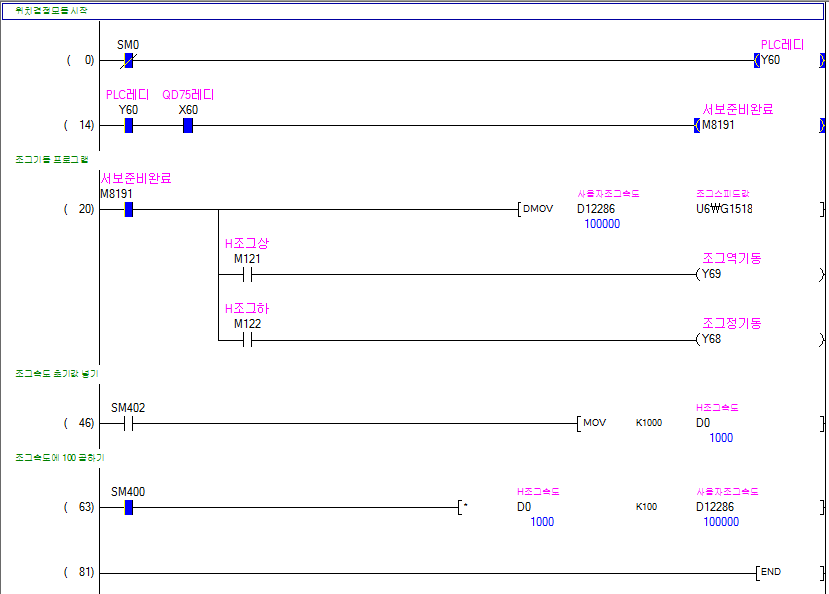 위치결정모듈 시작
SM0
PLC레디
( 0) Y60
PLC레디 QD75레디
Y60 X60
서보준비완료
( 14) M8191
조그기동 프로그램
서보준비완료
M8191
사용자조그속도 조그스피드값
( 20) DMOV D12286 U6₩G1518
100000
H조그상
M121
조그역기동
Y69
H조그하
M122
조그정기동
Y68
조그속도 초기값 넣기
SM402
H조그속도
( 46) MOV K1000 D0
1000
조그속도에 100 곱하기
SM400
H조그속도 사용자조그속도
( 63) * D0 K100 D12286
1000 100000
( 81) END